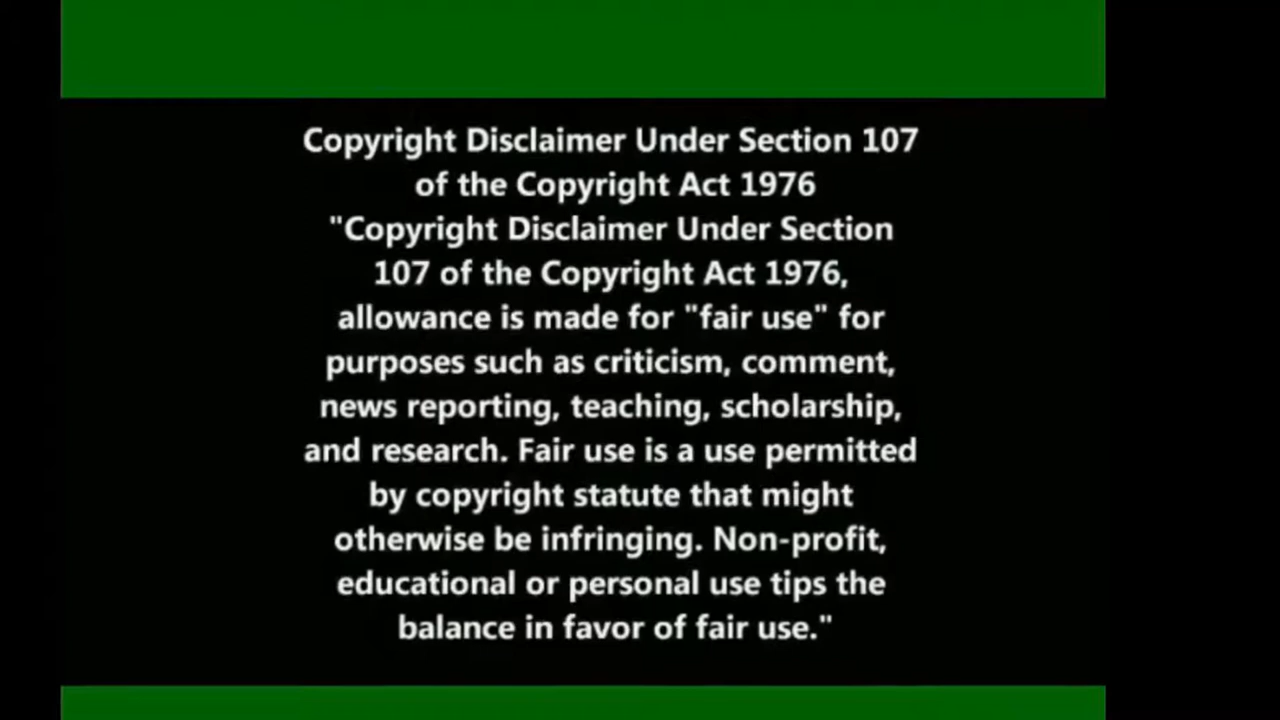 Copyright Disclaimer Under Section 107
of the Copyright Act 1976
"Copyright Disclaimer Under Section
107 of the Copyright Act 1976,
allowance is made for "fair use" for
purposes such as criticism, comment,
news reporting, teaching, scholarship,
and research. Fair use is a use permitted
by copyright statute that might
otherwise be infringing. Non-profit,
educational or personal use tips the
balance in favor of fair use."